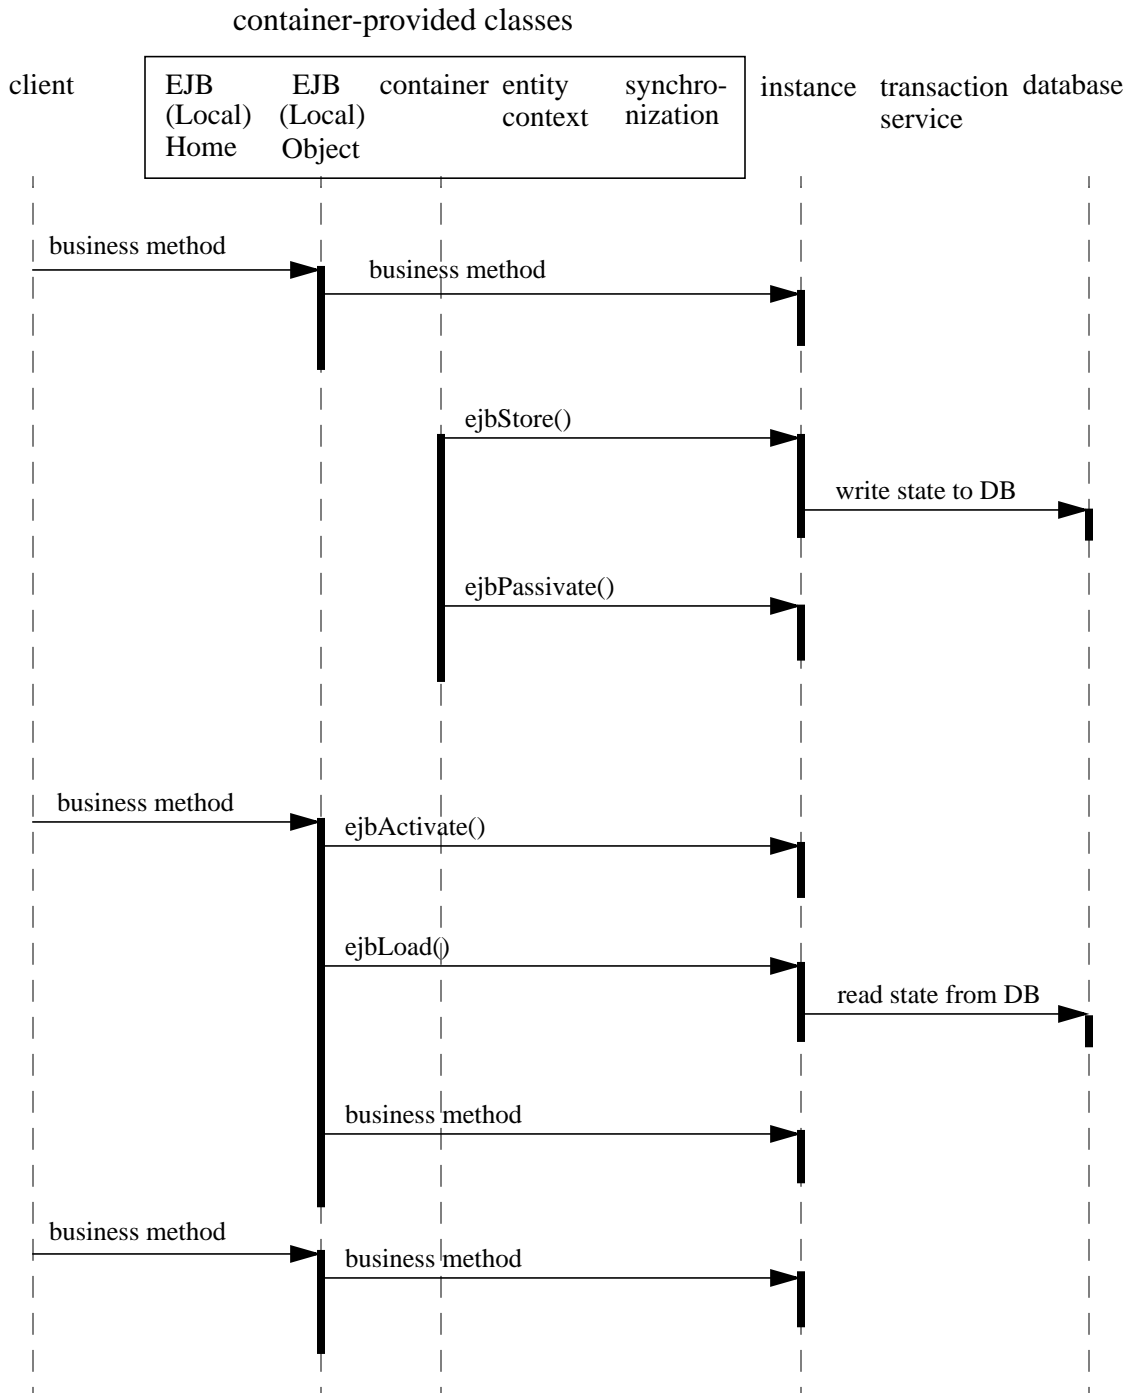 container-provided classes
client
EJB
(Local)
Home
EJB
(Local)
Object
container
entity
context
synchro-
nization
instance
transaction
service
database
business method
business method
ejbStore()
write state to DB
ejbPassivate()
business method
ejbActivate()
ejbLoad()
read state from DB
business method
business method
business method